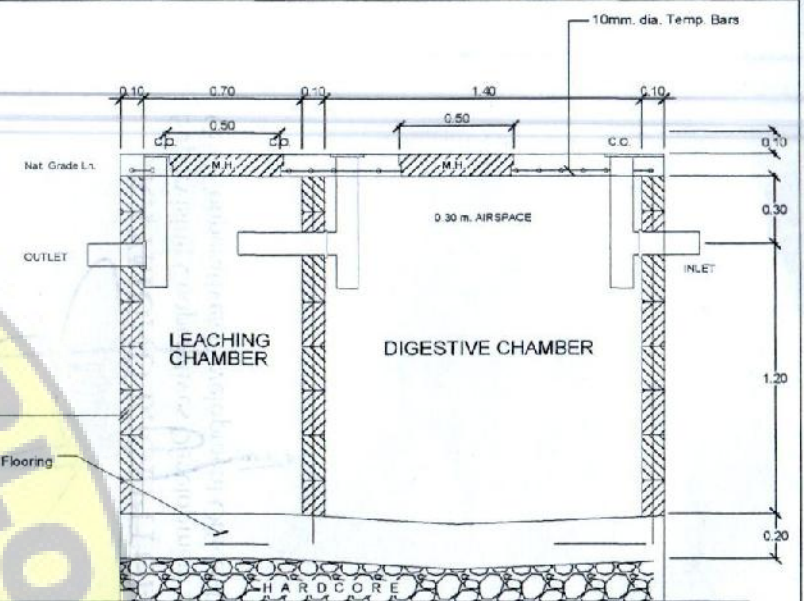 10mm. dia. Temp. Bars
0.10 0.70 0.10 1.40 0.10
0.50 0.50
C.O. C.O. C.O. 0.10
Nat. Grade Ln. M.H. M.H.
0.30 m. AIRSPACE 0.30
OUTLET INLET
LEACHING
CHAMBER
DIGESTIVE CHAMBER
1.20
Flooring
0.20
HARDCORE